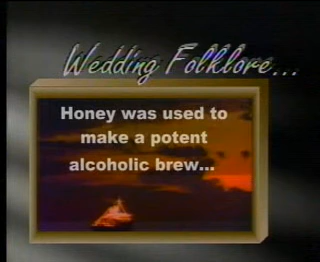 Wedding Folklore...
Honey was used to
make a potent
alcoholic brew...